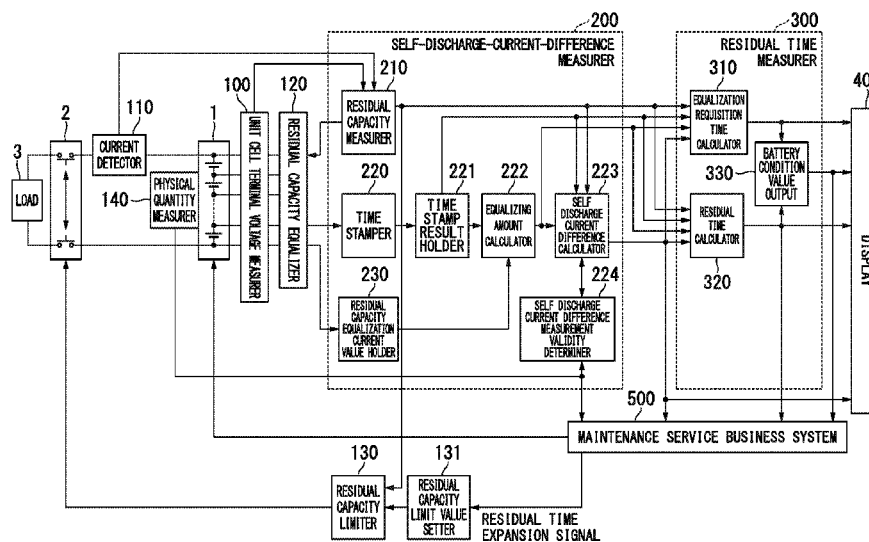 200
SELF-DISCHARGE-CURRENT-DIFFERENCE
MEASURER
300
RESIDUAL TIME
MEASURER
40
DISPLAY
3
LOAD
2
110
CURRENT
DETECTOR
140
PHYSICAL
QUANTITY
MEASURER
1
100
UNIT CELL TERMINAL VOLTAGE MEASURER
120
RESIDUAL CAPACITY EQUALIZER
210
RESIDUAL
CAPACITY
MEASURER
220
TIME
STAMPER
221
TIME
STAMP
RESULT
HOLDER
222
EQUALIZING
AMOUNT
CALCULATOR
223
SELF
DISCHARGE
CURRENT
DIFFERENCE
CALCULATOR
230
RESIDUAL
CAPACITY
EQUALIZATION
CURRENT
VALUE HOLDER
224
SELF DISCHARGE
CURRENT DIFFERENCE
MEASUREMENT
VALIDITY
DETERMINER
310
EQUALIZATION
REQUISITION
TIME
CALCULATOR
330
BATTERY
CONDITION
VALUE
OUTPUT
RESIDUAL
TIME
CALCULATOR
320
500
MAINTENANCE SERVICE BUSINESS SYSTEM
130
RESIDUAL
CAPACITY
LIMITER
131
RESIDUAL
CAPACITY
LIMIT VALUE
SETTER
RESIDUAL TIME
EXPANSION SIGNAL